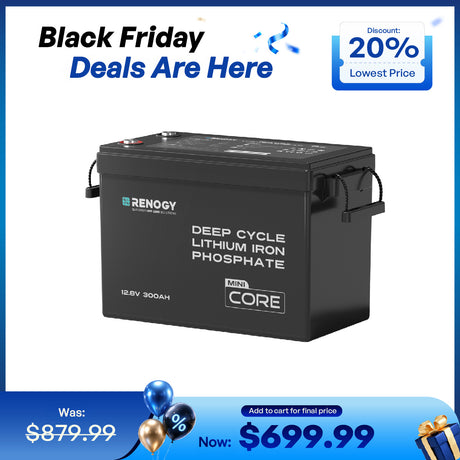 Black Friday
Deals Are Here
Discount:
20%
Lowest Price
RENOGY
DEEP CYCLE
LITHIUM IRON
PHOSPHATE
MINI
CORE
12.8V 300AH
Was:
$879.99
%
Add to cart for final price
Now: $699.99